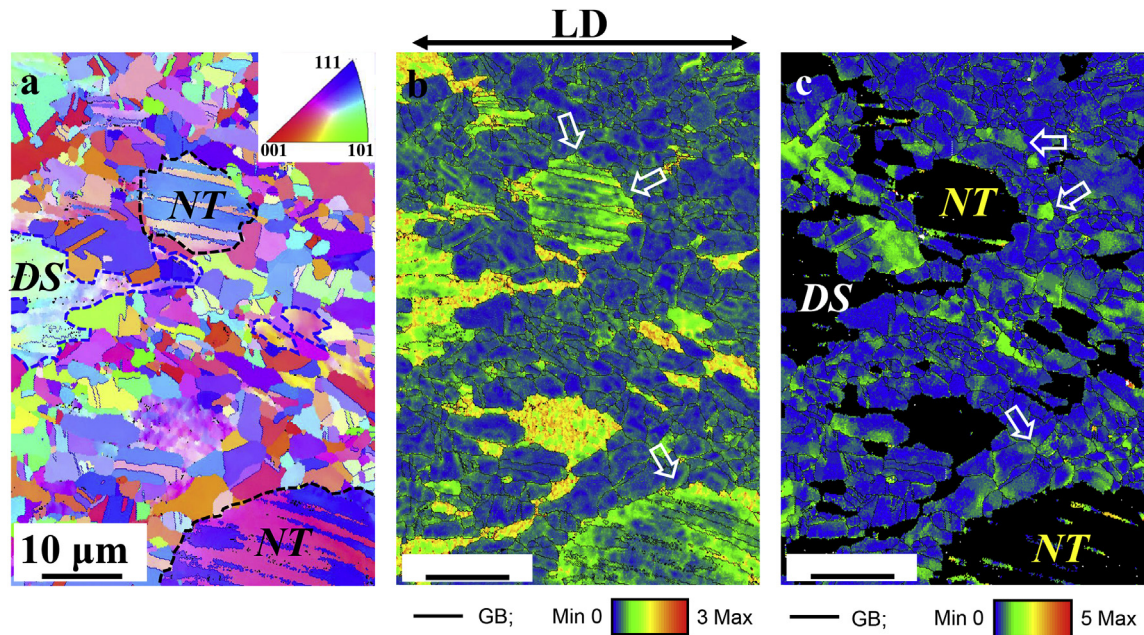 LD
a
111
001
101
NT
DS
NT
10 μm
b
c
NT
DS
NT
GB; Min 0 3 Max
GB; Min 0 5 Max